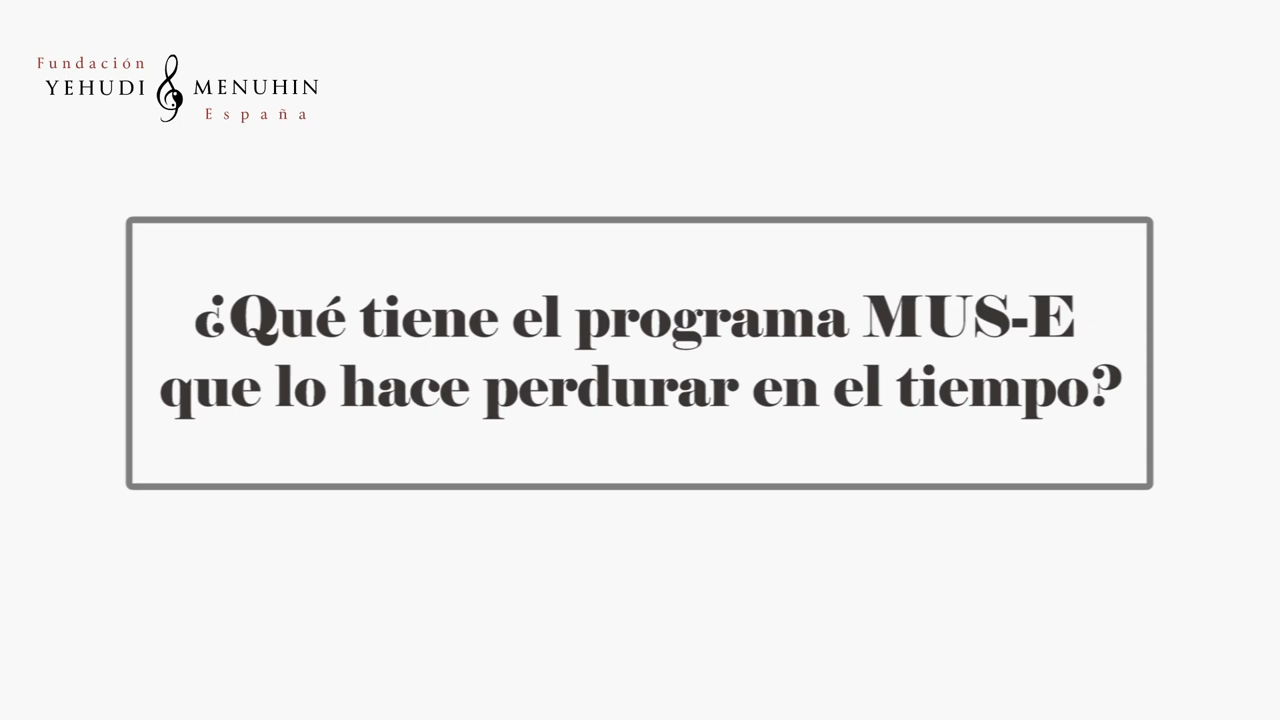 Fundación
YEHUDI MENUHIN
España
¿Qué tiene el programa MUS-E
que lo hace perdurar en el tiempo?